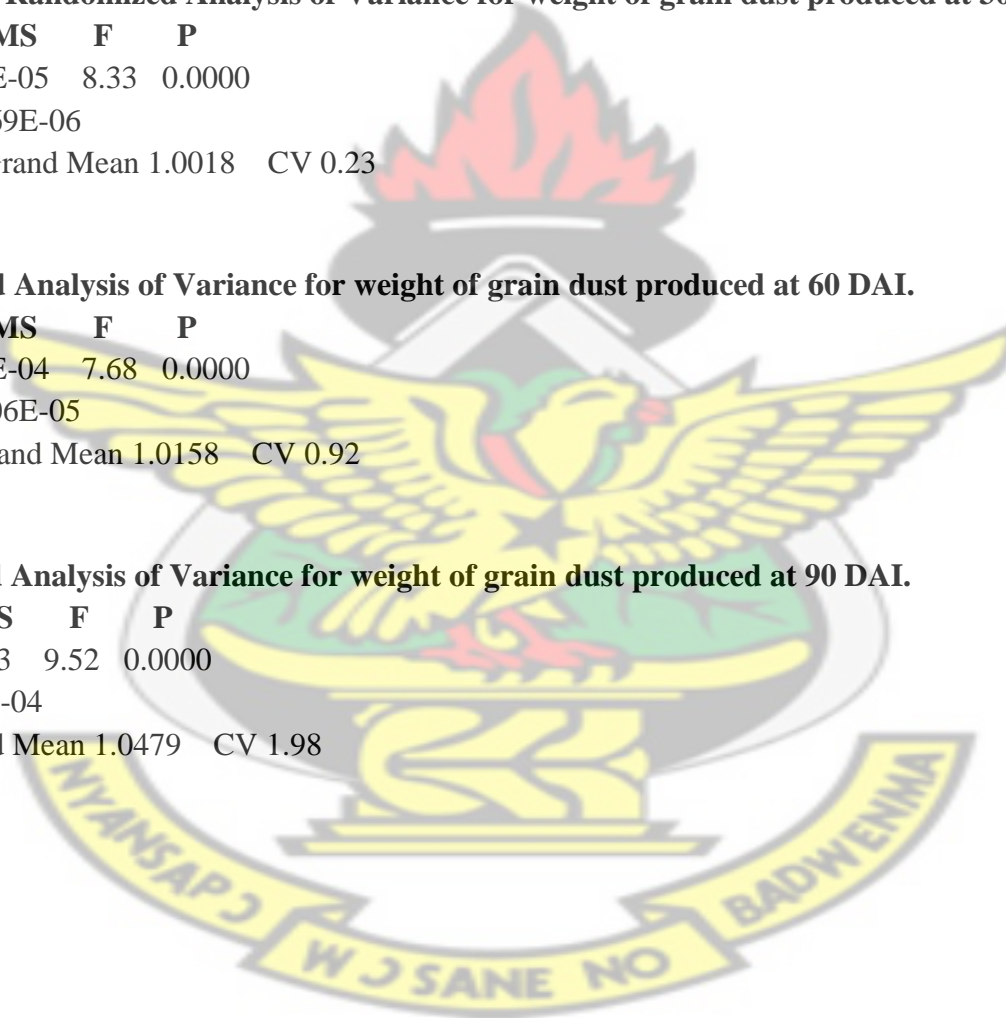 Randomized Analysis of Variance for weight of grain dust produced at
MS F P
E-05 8.33 0.0000
69E-06
rand Mean 1.0018 CV 0.23
d Analysis of Variance for weight of grain dust produced at 60 DAI.
MS F P
E-04 7.68 0.0000
06E-05
and Mean 1.0158 CV 0.92
d Analysis of Variance for weight of grain dust produced at 90 DAI.
S F P
3 9.52 0.0000
-04
d Mean 1.0479 CV 1.98
NYANSAPƆ
WƆ SANE NO
BADWENMA